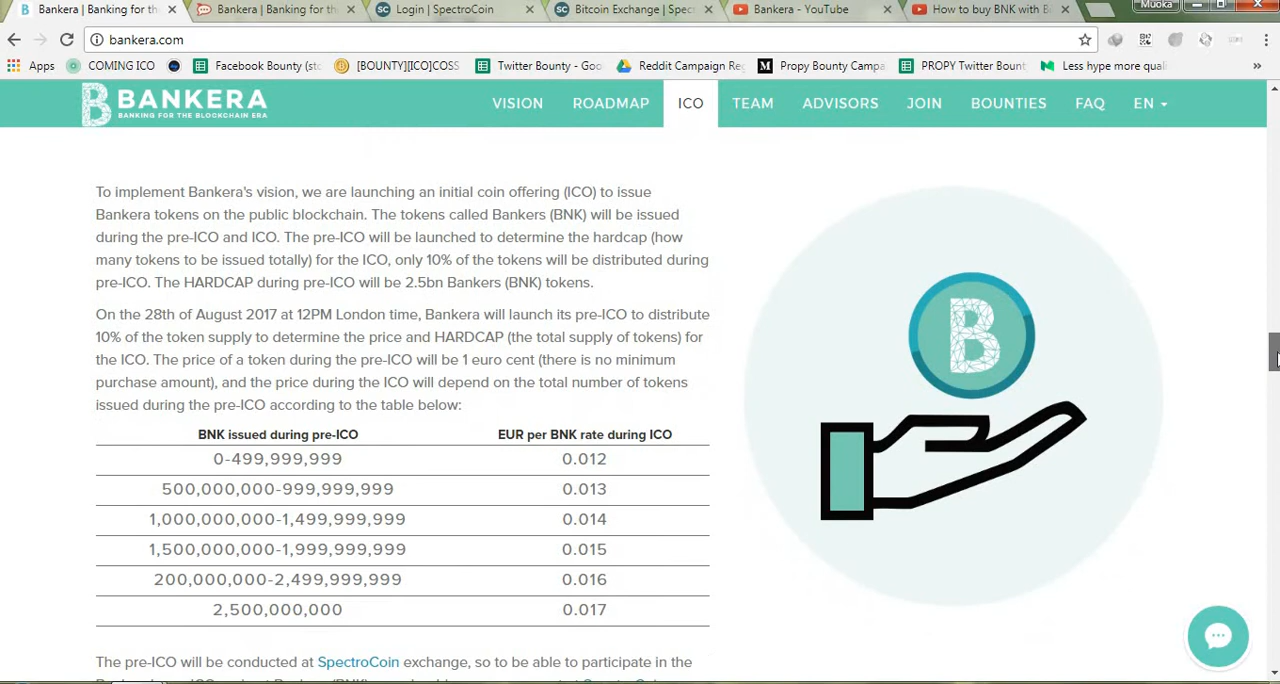 Bankera | Banking for the
Bankera | Banking for the
Login | SpectroCoin
Bitcoin Exchange | Spec
Bankera - YouTube
How to buy BNK with B
Muoka
bankera.com
Apps
COMING ICO
Facebook Bounty (sto
[BOUNTY][ICO]COSS
Twitter Bounty - Goo
Reddit Campaign Reg
Propy Bounty Campa
PROPY Twitter Bount
Less hype more qual
BANKERA
BANKING FOR THE BLOCKCHAIN ERA
VISION
ROADMAP
ICO
TEAM
ADVISORS
JOIN
BOUNTIES
FAQ
EN
To implement Bankera's vision, we are launching an initial coin offering (ICO) to issue
Bankera tokens on the public blockchain. The tokens called Bankers (BNK) will be issued
during the pre-ICO and ICO. The pre-ICO will be launched to determine the hardcap (how
many tokens to be issued totally) for the ICO, only 10% of the tokens will be distributed during
pre-ICO. The HARDCAP during pre-ICO will be 2.5bn Bankers (BNK) tokens.
On the 28th of August 2017 at 12PM London time, Bankera will launch its pre-ICO to distribute
10% of the token supply to determine the price and HARDCAP (the total supply of tokens) for
the ICO. The price of a token during the pre-ICO will be 1 euro cent (there is no minimum
purchase amount), and the price during the ICO will depend on the total number of tokens
issued during the pre-ICO according to the table below:
BNK issued during pre-ICO EUR per BNK rate during ICO
0-499,999,999 0.012
500,000,000-999,999,999 0.013
1,000,000,000-1,499,999,999 0.014
1,500,000,000-1,999,999,999 0.015
200,000,000-2,499,999,999 0.016
2,500,000,000 0.017
The pre-ICO will be conducted at SpectroCoin exchange, so to be able to participate in the